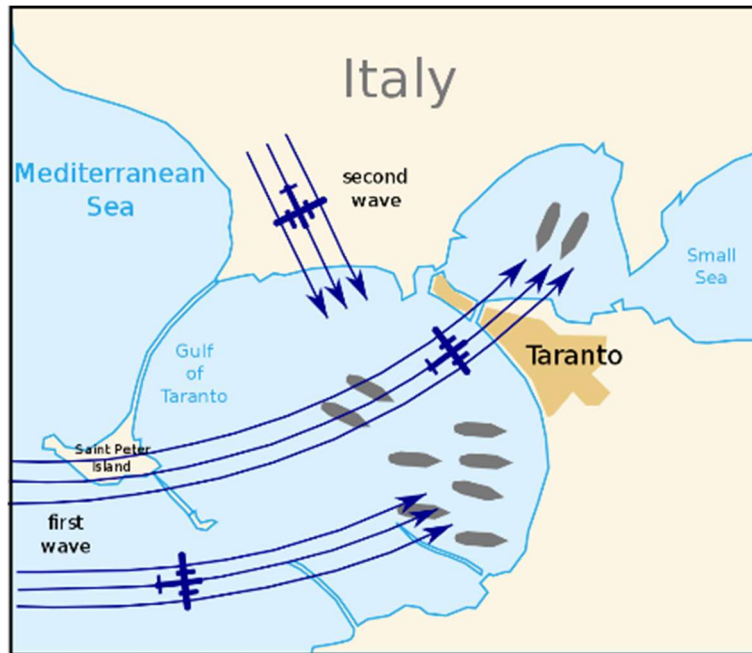 Italy
Mediterranean
Sea
second
wave
Small
Sea
Gulf
of
Taranto
Taranto
Saint Peter
Island
first
wave